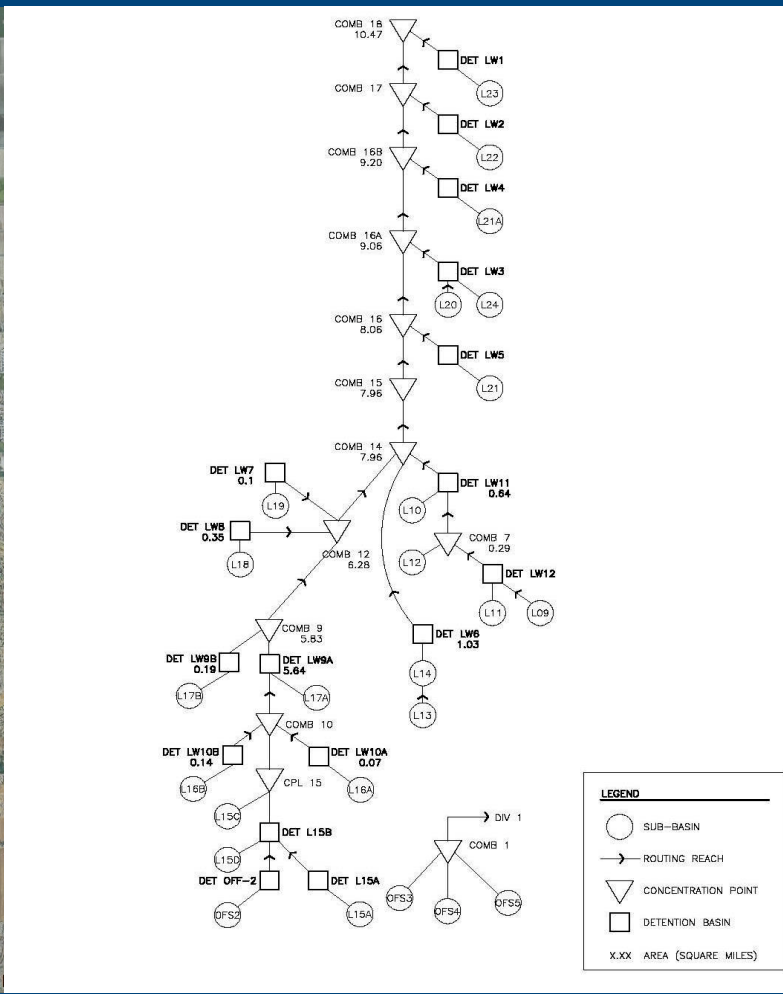 COMB 18
10.47
DET LW1
L23
COMB 17
DET LW2
L22
COMB 16B
9.20
DET LW4
L21A
COMB 16A
9.06
DET LW3
L20
L24
COMB 16
8.06
DET LW5
L21
COMB 15
7.96
COMB 14
7.96
DET LW7
0.1
L19
DET LW11
0.64
L10
DET LW8
0.35
L18
COMB 12
6.28
COMB 7
0.29
L12
DET LW12
L11
L09
COMB 9
5.83
DET LW6
1.03
DET LW9B
0.19
DET LW9A
5.64
L14
L17B
L17A
L13
COMB 10
DET LW10B
0.14
DET LW10A
0.07
L16B
CPL 15
L16A
L15C
DIV 1
DET L15B
COMB 1
L15D
DET OFF-2
DET L15A
OFS2
L15A
OFS3
OFS4
OFS5
LEGEND
SUB-BASIN
ROUTING REACH
CONCENTRATION POINT
DETENTION BASIN
X.XX AREA (SQUARE MILES)